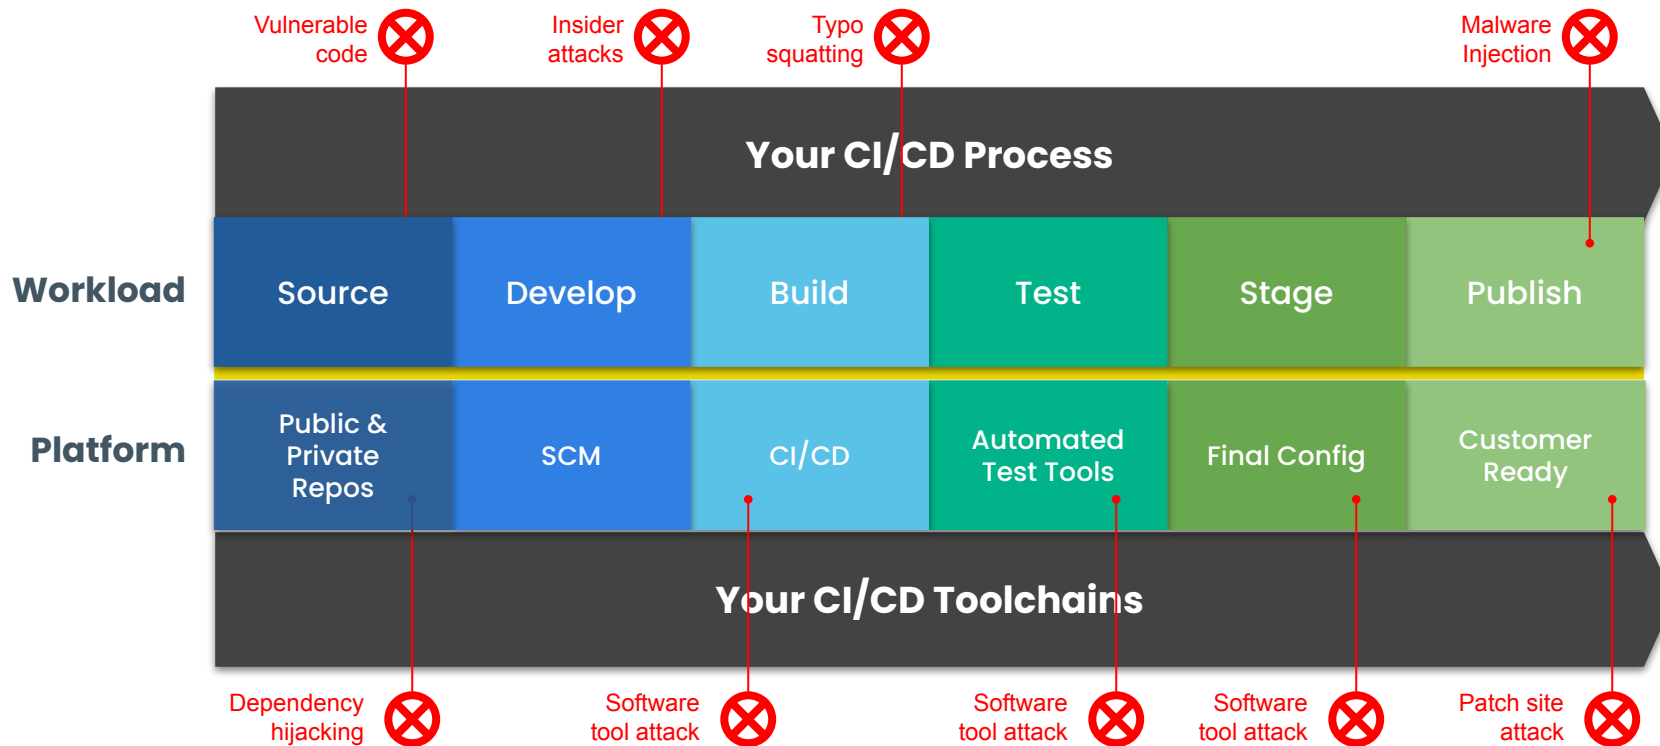 Vulnerable
code
Insider
attacks
Typo
squatting
Malware
Injection
Your CI/CD Process
Workload
Source
Develop
Build
Test
Stage
Publish
Platform
Public &
Private
Repos
SCM
CI/CD
Automated
Test Tools
Final Config
Customer
Ready
Your CI/CD Toolchains
Dependency
hijacking
Software
tool attack
Software
tool attack
Software
tool attack
Patch site
attack